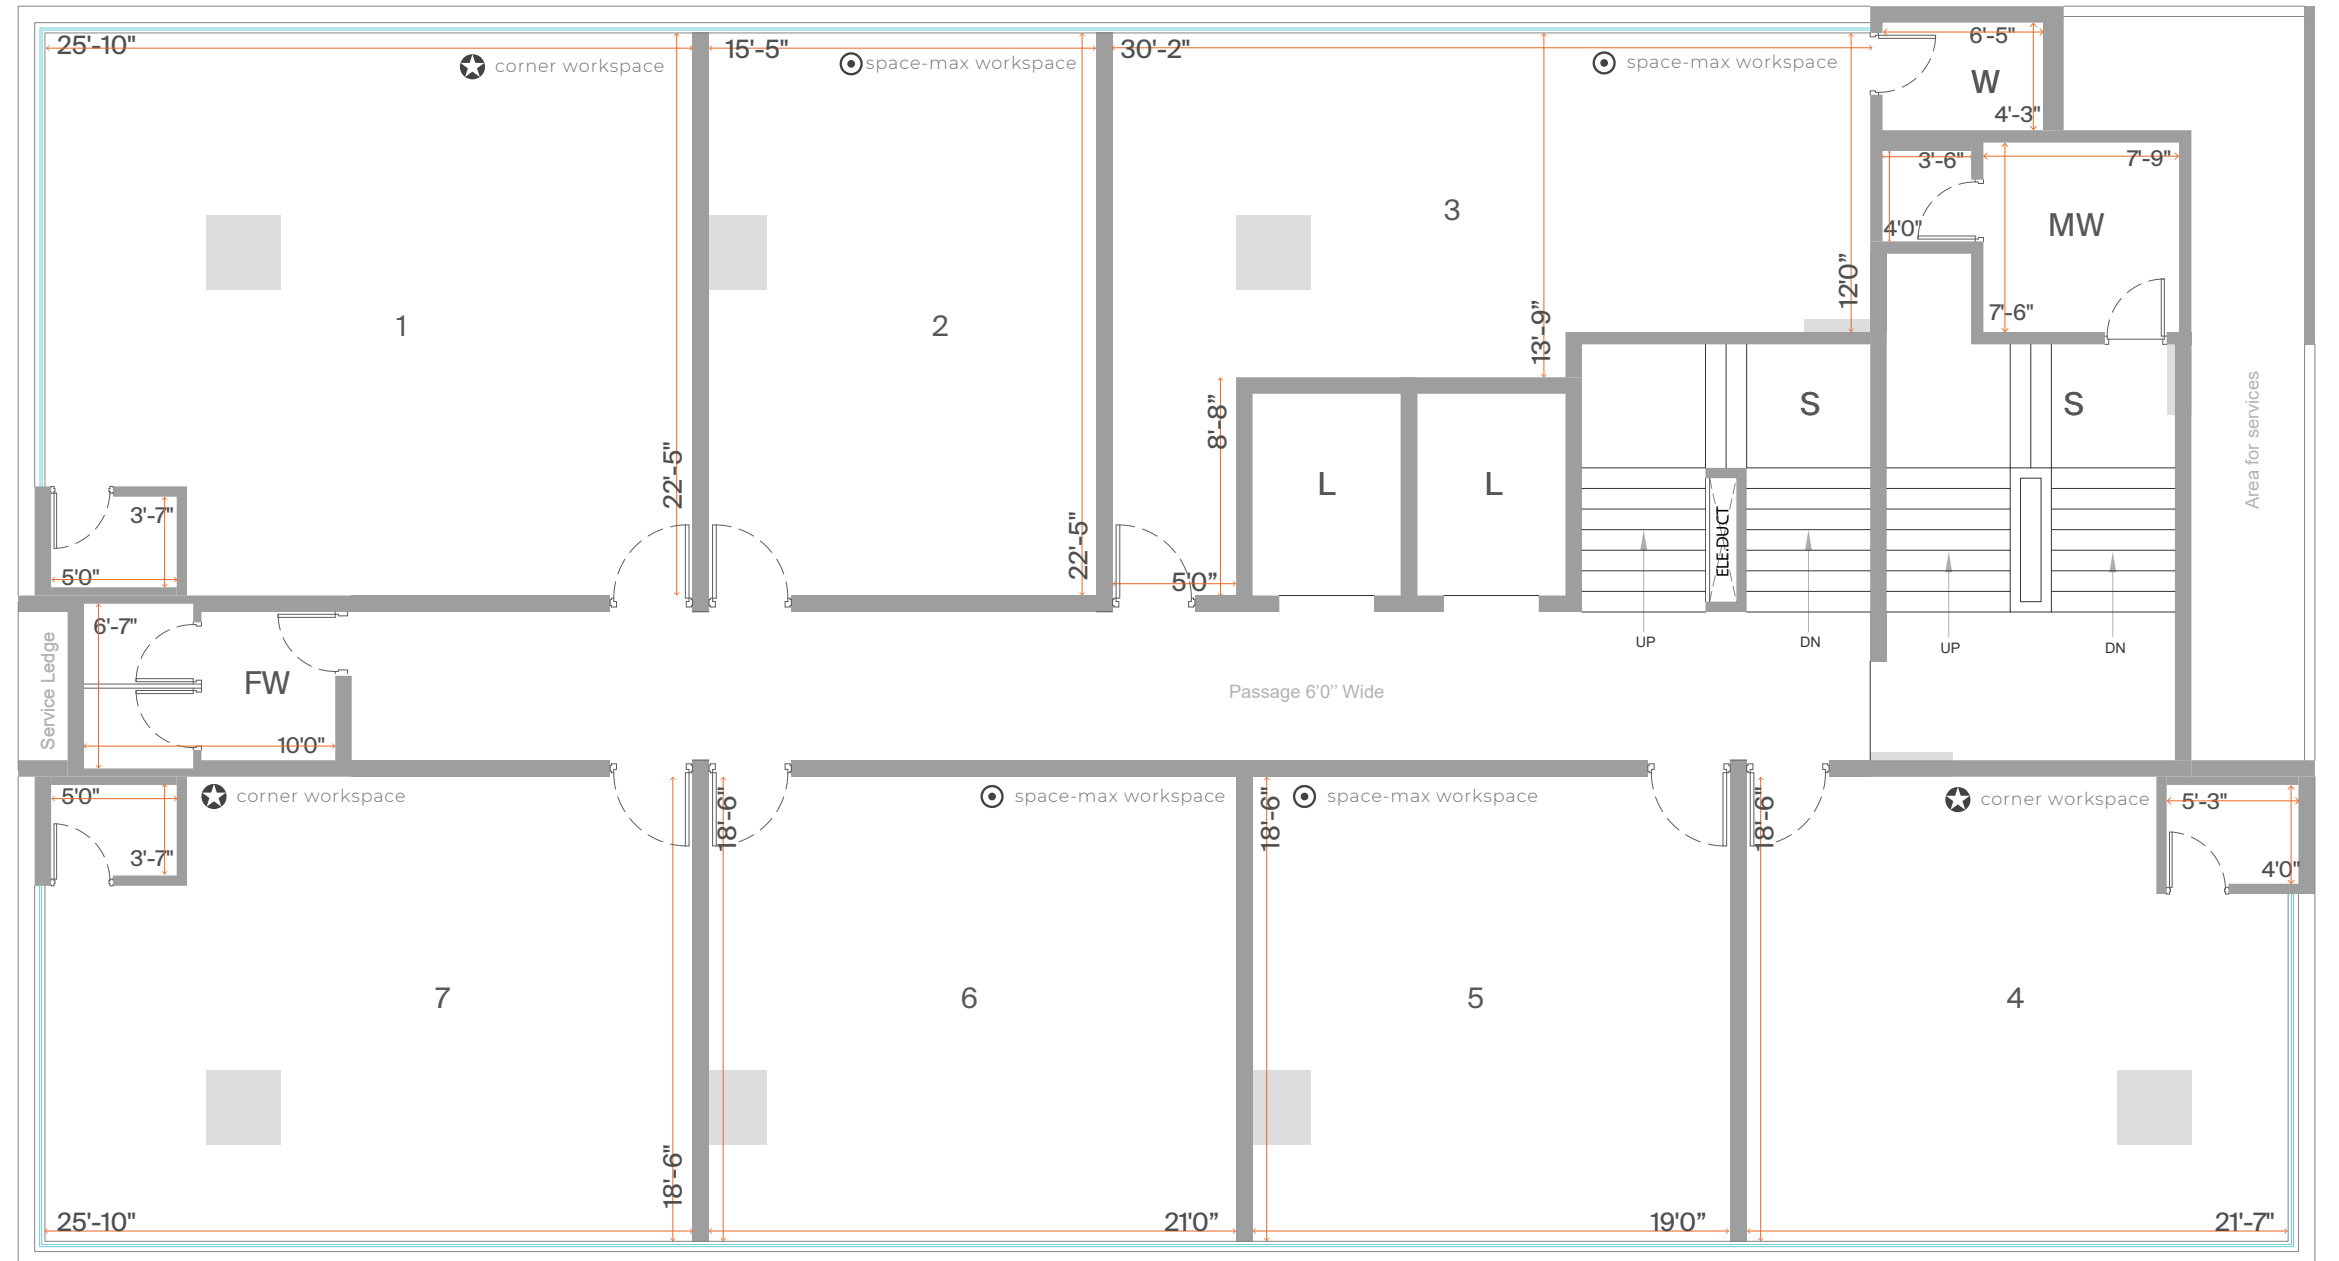 25'-10"
corner workspace
15'-5"
space-max workspace
30'-2"
space-max workspace
6'-5"
W
4'-3"
3'-6"
7'-9"
4'0"
MW
7'-6"
1
2
3
12'0”
13'-9”
8'-8”
22'-5"
22'-5"
5'0”
L
L
S
S
ELE.DUCT
Area for services
3'-7"
5'0"
6'-7"
FW
10'0"
Service Ledge
UP
DN
UP
DN
Passage 6'0'' Wide
5'0"
3'-7"
corner workspace
18'-6"
space-max workspace
18'-6"
space-max workspace
18'-6"
corner workspace
5'-3"
4'0"
7
6
5
4
18'-6"
25'-10"
21'0”
19'0”
21'-7"